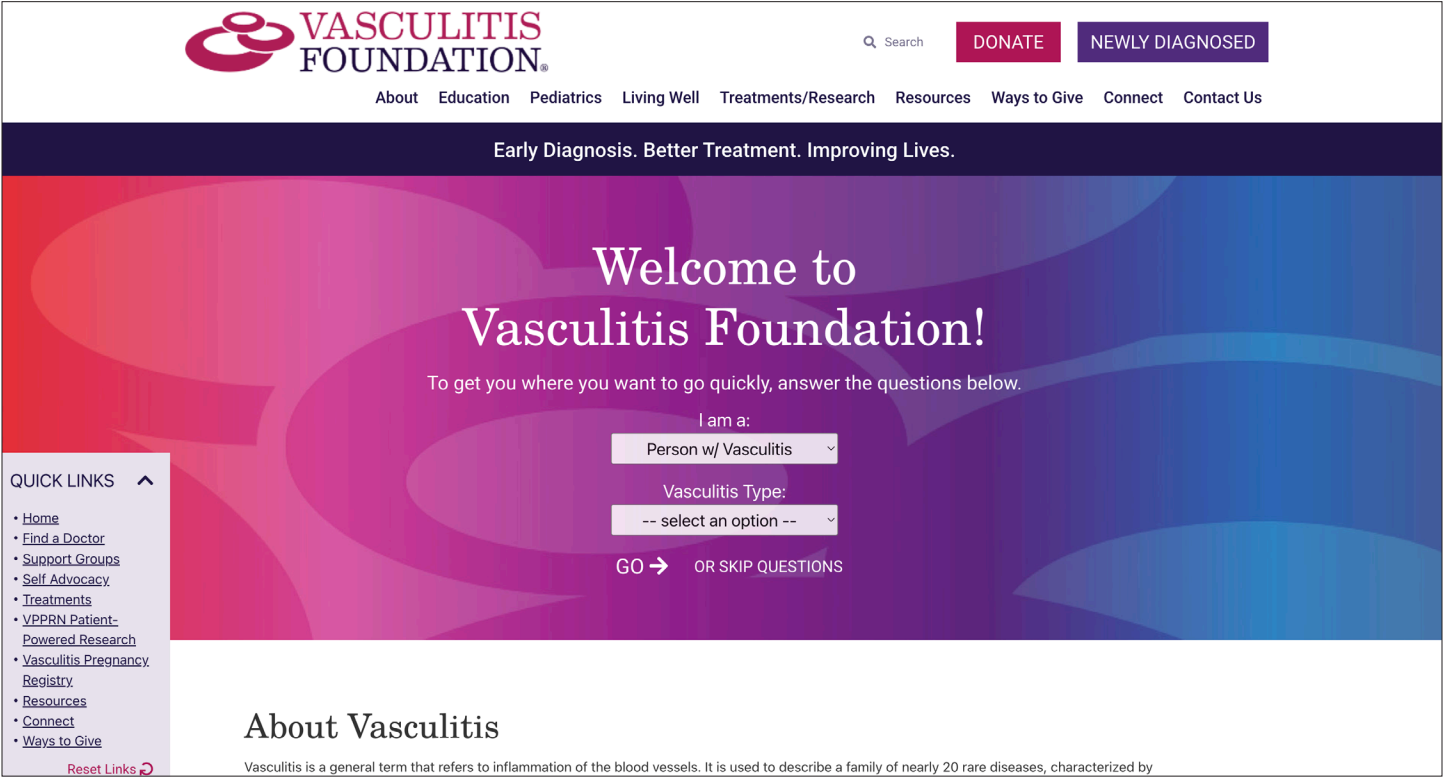 VASCULITIS
FOUNDATION®
Search
DONATE
NEWLY DIAGNOSED
About Education Pediatrics Living Well Treatments/Research Resources Ways to Give Connect Contact Us
Early Diagnosis. Better Treatment. Improving Lives.
Welcome to
Vasculitis Foundation!
To get you where you want to go quickly, answer the questions below.
I am a:
Person w/ Vasculitis
Vasculitis Type:
-- select an option --
GO OR SKIP QUESTIONS
QUICK LINKS
• Home
• Find a Doctor
• Support Groups
• Self Advocacy
• Treatments
• VPPRN Patient-
Powered Research
• Vasculitis Pregnancy
Registry
• Resources
• Connect
• Ways to Give
Reset Links
About Vasculitis
Vasculitis is a general term that refers to inflammation of the blood vessels. It is used to describe a family of nearly 20 rare diseases, characterized by